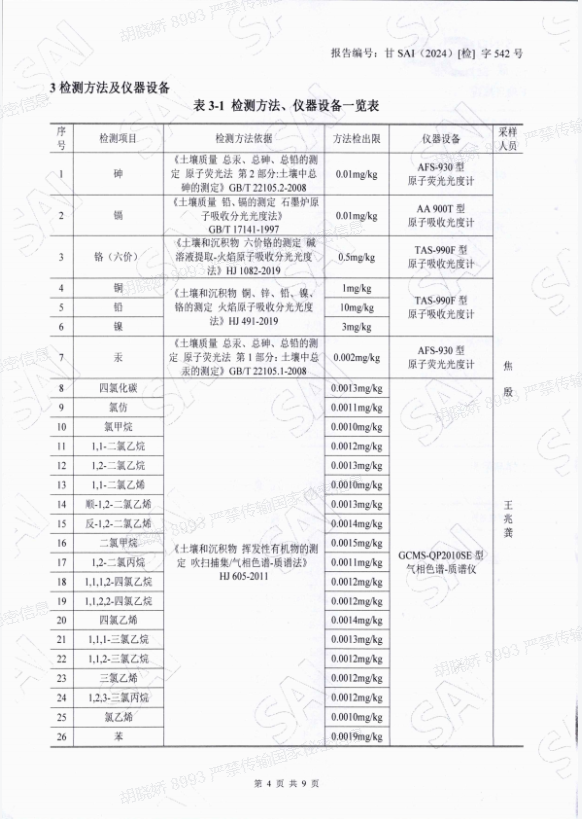 报告编号：甘 SAI（2024）[检] 字 542 号
3 检测方法及仪器设备
表 3-1 检测方法、仪器设备一览表
序号 检测项目 检测方法依据 方法检出限 仪器设备 采样人员
1 砷 《土壤质量 总汞、总砷、总铅的测定 原子荧光法 第 2 部分:土壤中总砷的测定》GB/T 22105.2-2008 0.01mg/kg AFS-930 型 原子荧光光度计
2 镉 《土壤质量 铅、镉的测定 石墨炉原子吸收分光光度法》 GB/T 17141-1997 0.01mg/kg AA 900T 型 原子吸收光度计
3 铬（六价） 《土壤和沉积物 六价铬的测定 碱溶液提取-火焰原子吸收分光光度法》HJ 1082-2019 0.5mg/kg TAS-990F 型 原子吸收光度计
4 铜 《土壤和沉积物 铜、锌、铅、镍、铬的测定 火焰原子吸收分光光度法》HJ 491-2019 1mg/kg TAS-990F 型 原子吸收光度计
5 铅 10mg/kg
6 镍 3mg/kg
7 汞 《土壤质量 总汞、总砷、总铅的测定 原子荧光法 第 1 部分：土壤中总汞的测定》GB/T 22105.1-2008 0.002mg/kg AFS-930 型 原子荧光光度计
焦殷
王兆龚
8 四氯化碳 0.0013mg/kg
9 氯仿 0.0011mg/kg
10 氯甲烷 0.0010mg/kg
11 1,1-二氯乙烷 0.0012mg/kg
12 1,2-二氯乙烷 0.0013mg/kg
13 1,1-二氯乙烯 0.0010mg/kg
14 顺-1,2-二氯乙烯 0.0013mg/kg
15 反-1,2-二氯乙烯 0.0014mg/kg
16 二氯甲烷 0.0015mg/kg
《土壤和沉积物 挥发性有机物的测定 吹扫捕集/气相色谱-质谱法》 HJ 605-2011
GCMS-QP2010SE 型 气相色谱-质谱仪
17 1,2-二氯丙烷 0.0011mg/kg
18 1,1,1,2-四氯乙烷 0.0012mg/kg
19 1,1,2,2-四氯乙烷 0.0012mg/kg
20 四氯乙烯 0.0014mg/kg
21 1,1,1-三氯乙烷 0.0013mg/kg
22 1,1,2-三氯乙烷 0.0012mg/kg
23 三氯乙烯 0.0012mg/kg
24 1,2,3-三氯丙烷 0.0012mg/kg
25 氯乙烯 0.0010mg/kg
26 苯 0.0019mg/kg
第 4 页 共 9 页